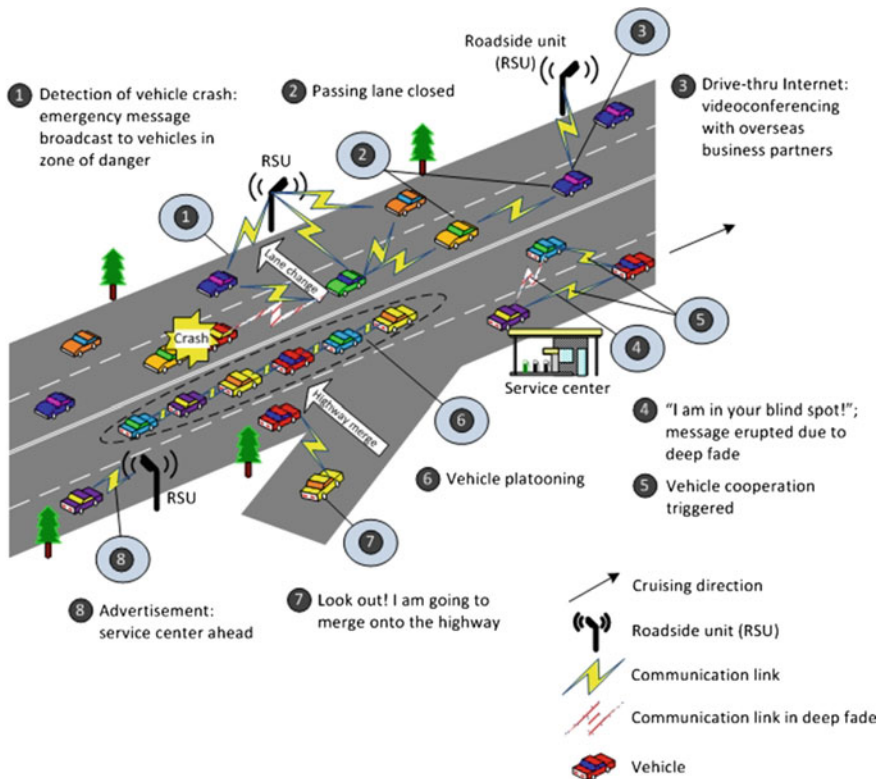 Roadside unit
(RSU)
3
1 Detection of vehicle crash:
emergency message
broadcast to vehicles in
zone of danger
2 Passing lane closed
3 Drive-thru Internet:
videoconferencing
with overseas
business partners
RSU
2
1
Lane change
Crash
5
4
Service center
Highway merge
6
4 “I am in your blind spot!”;
message erupted due to
deep fade
6 Vehicle platooning
5 Vehicle cooperation
triggered
RSU
7
8
8 Advertisement:
service center ahead
7 Look out! I am going to
merge onto the highway
Cruising direction
Roadside unit (RSU)
Communication link
Communication link in deep fade
Vehicle